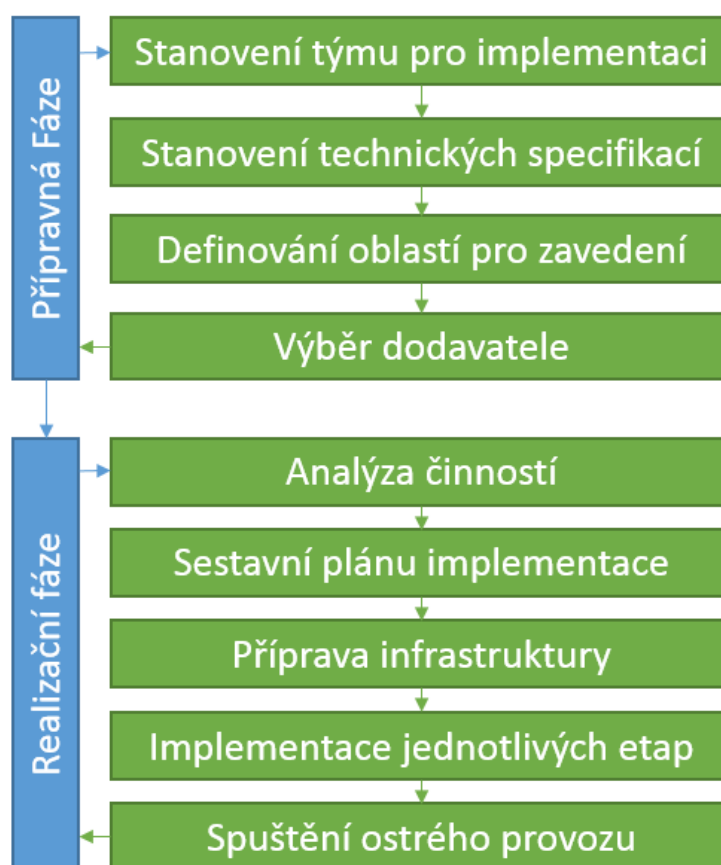 Přípravná Fáze
Stanovení týmu pro implementaci
Stanovení technických specifikací
Definování oblastí pro zavedení
Výběr dodavatele
Realizační fáze
Analýza činností
Sestavní plánu implementace
Příprava infrastruktury
Implementace jednotlivých etap
Spuštění ostrého provozu